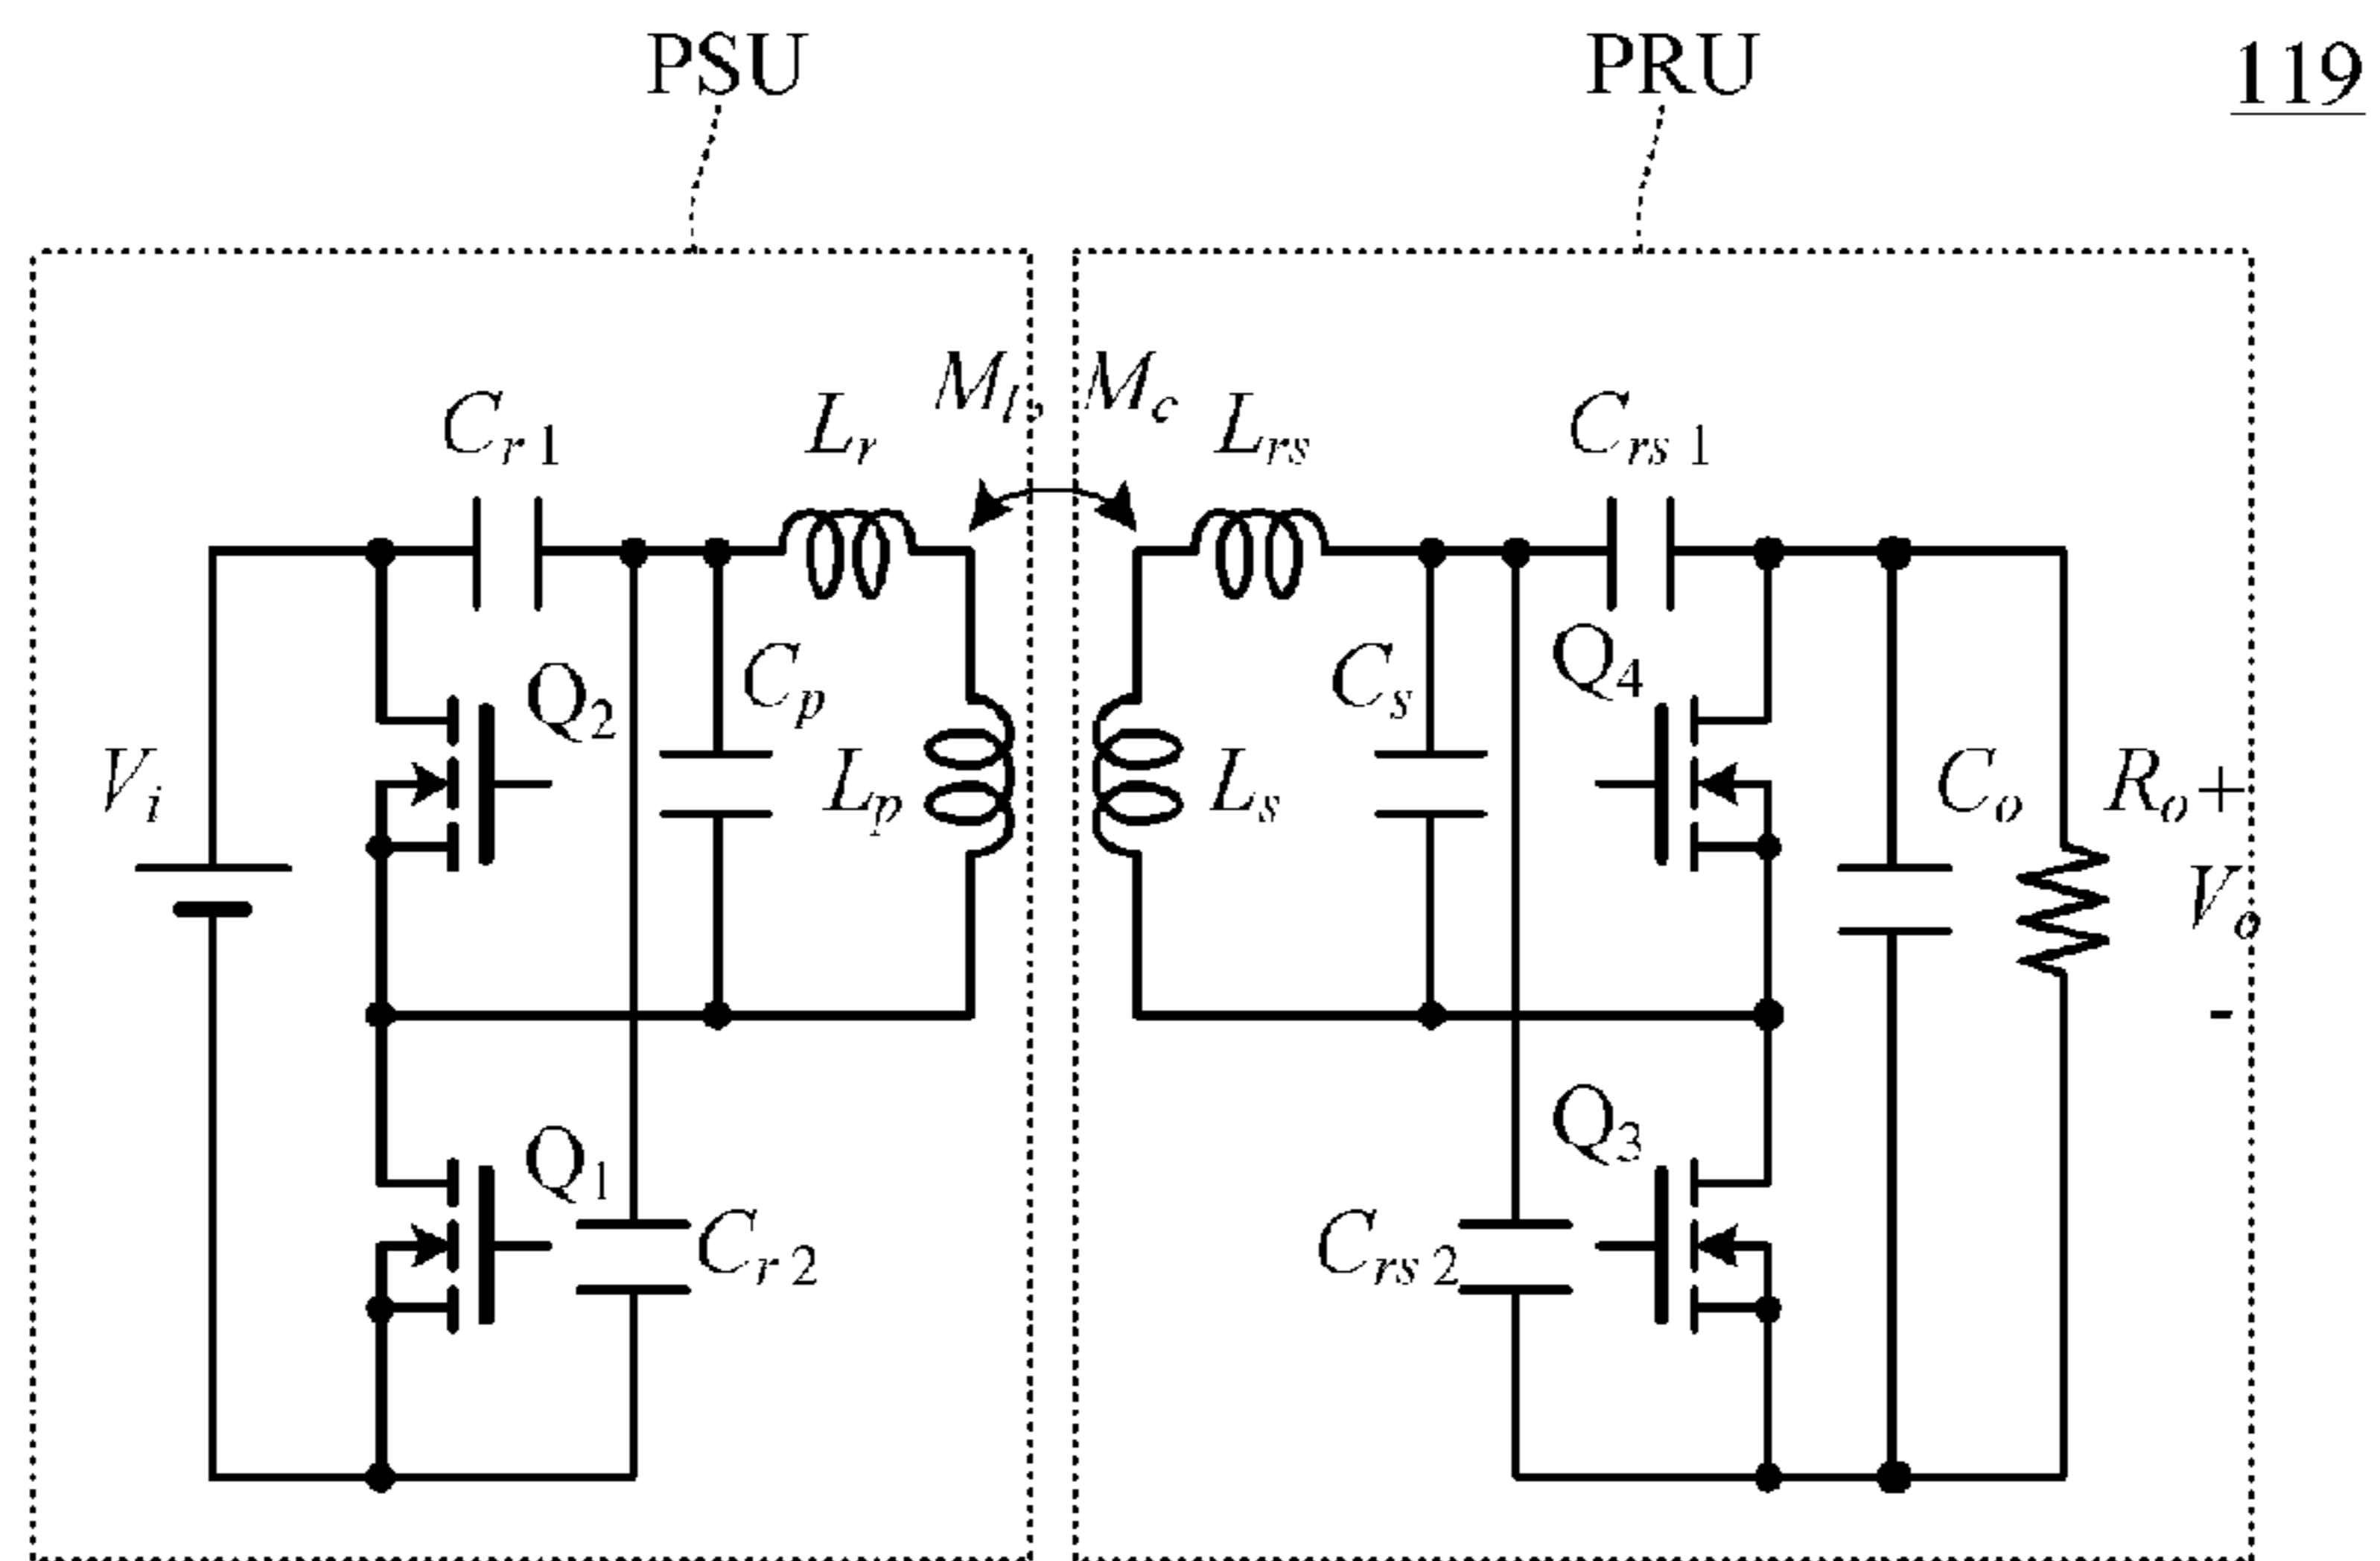 PSU
PRU
119
Cr1
Lr
Ml, Mc
Lrs
Crs1
Q2
Cp
Cs
Q4
Vi
Lp
Ls
Co
Ro
+
Vo
-
Q1
Q3
Cr2
Crs2